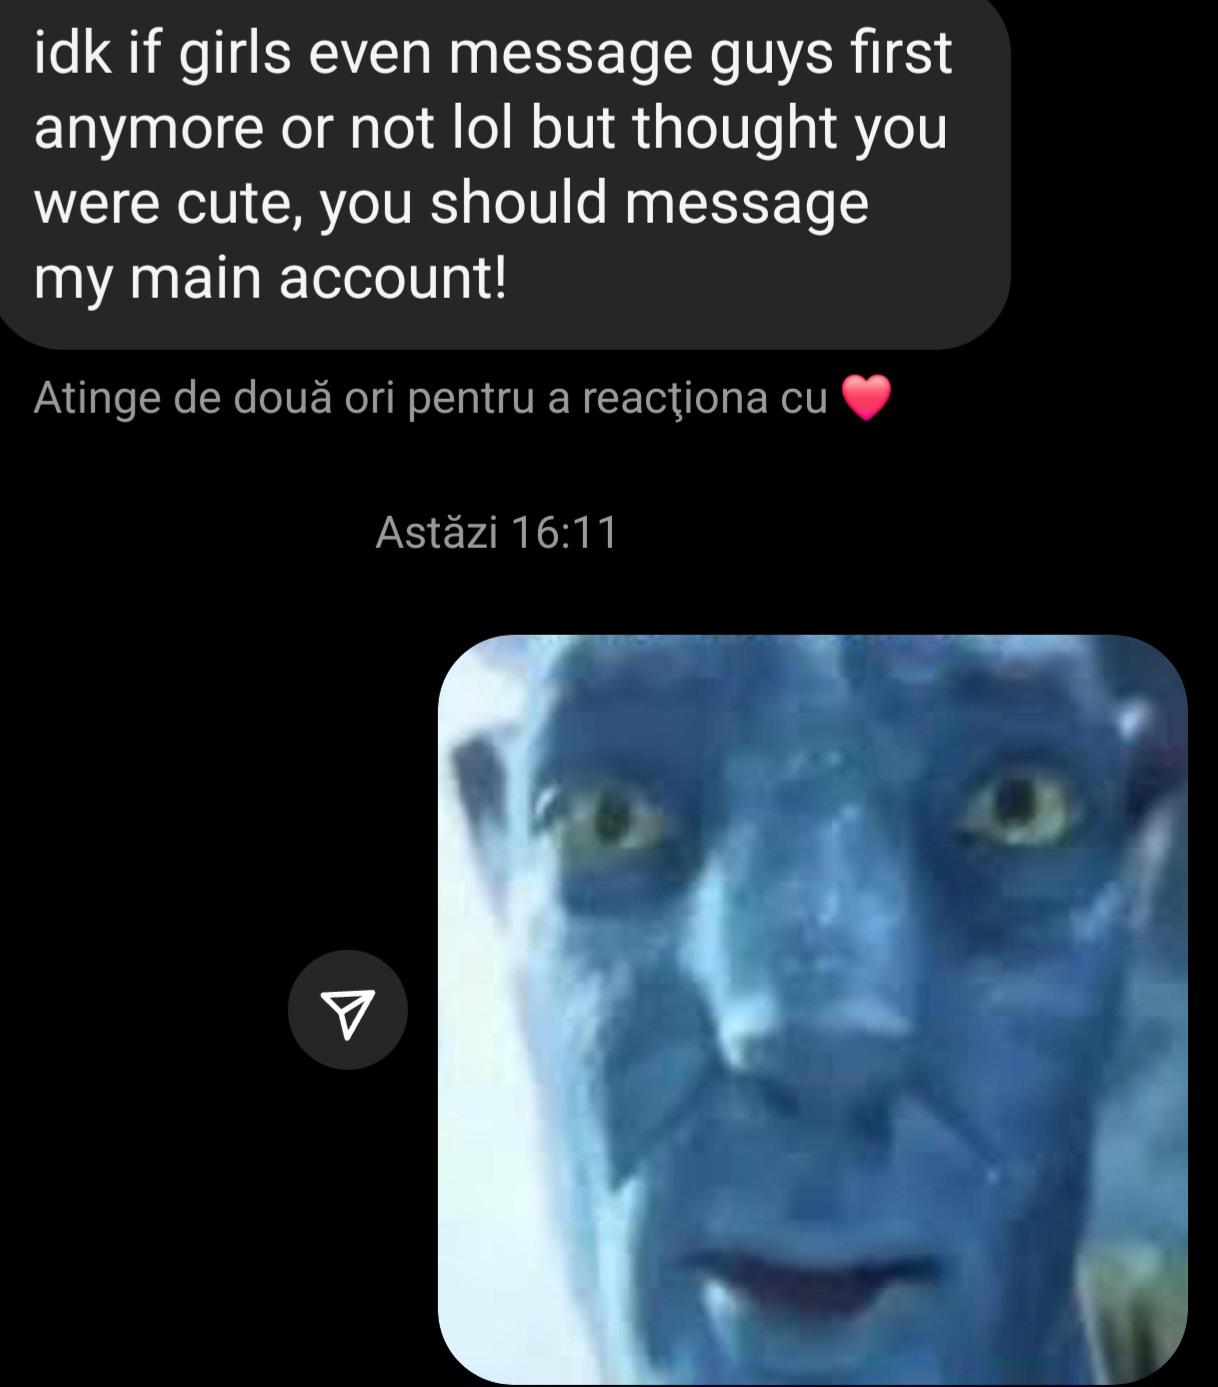 idk if girls even message guys first
anymore or not lol but thought you
were cute, you should message
my main account!
Atinge de două ori pentru a reacţiona cu ❤️
Astăzi 16:11